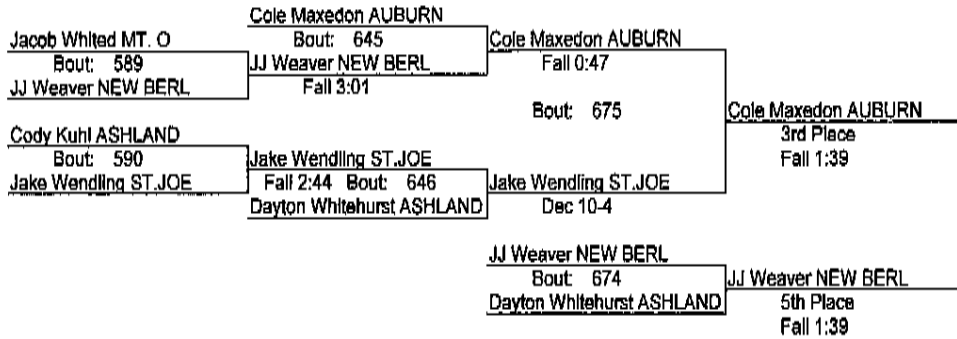 Cole Maxedon AUBURN
Jacob Whited MT. O
Bout: 645
Cole Maxedon AUBURN
Bout: 589
JJ Weaver NEW BERL
Fall 0:47
JJ Weaver NEW BERL
Fall 3:01
Bout: 675
Cole Maxedon AUBURN
3rd Place
Cody Kuhl ASHLAND
Fall 1:39
Bout: 590
Jake Wendling ST.JOE
Jake Wendling ST.JOE
Fall 2:44 Bout: 646
Jake Wendling ST.JOE
Dayton Whitehurst ASHLAND
Dec 10-4
JJ Weaver NEW BERL
Bout: 674
JJ Weaver NEW BERL
Dayton Whitehurst ASHLAND
5th Place
Fall 1:39